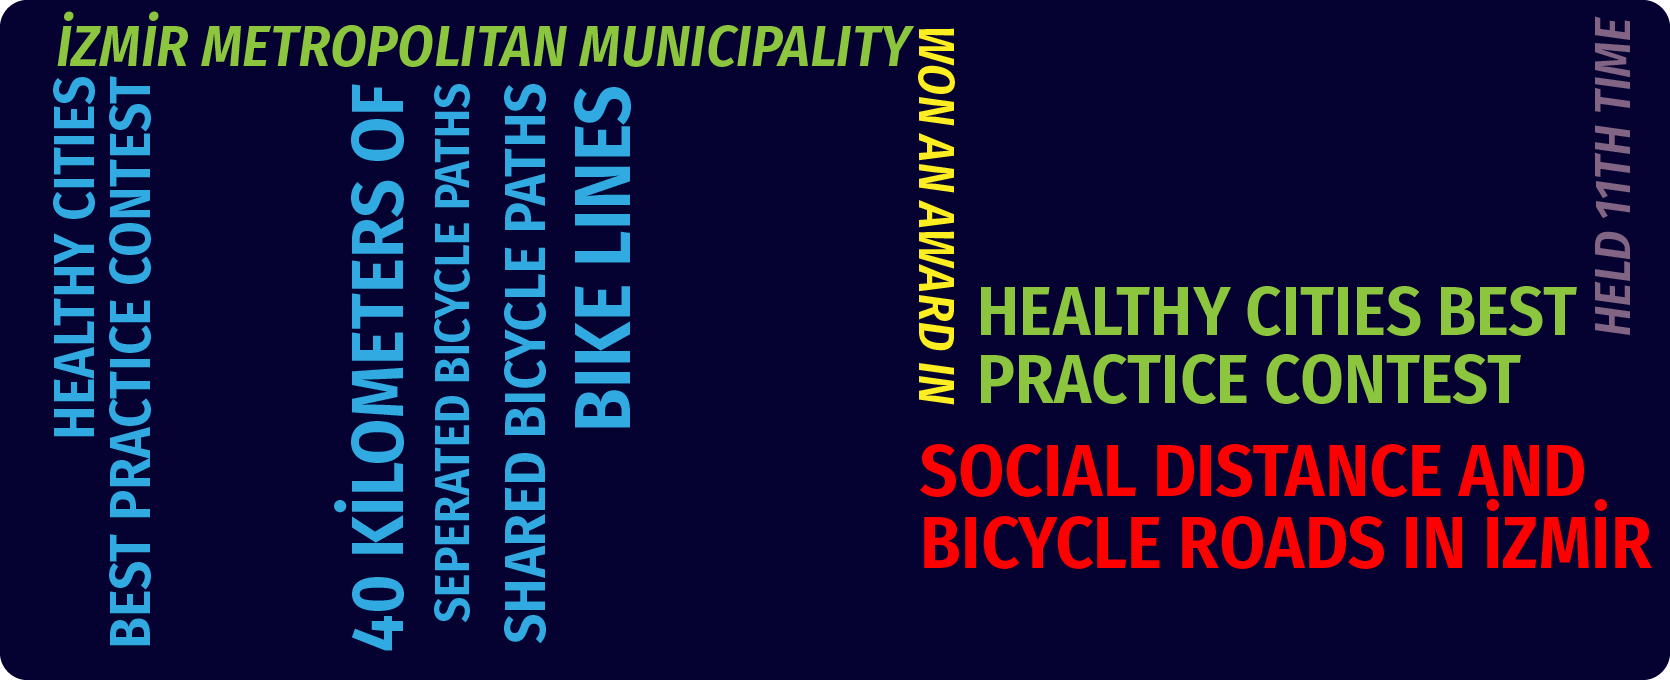 İZMİR METROPOLITAN MUNICIPALITY
HEALTHY CITIES
BEST PRACTICE CONTEST
40 KİLOMETERS OF
SEPERATED BICYCLE PATHS
SHARED BICYCLE PATHS
BIKE LINES
WON AN AWARD IN
HELD 11TH TIME
HEALTHY CITIES BEST
PRACTICE CONTEST
SOCIAL DISTANCE AND
BICYCLE ROADS IN İZMİR